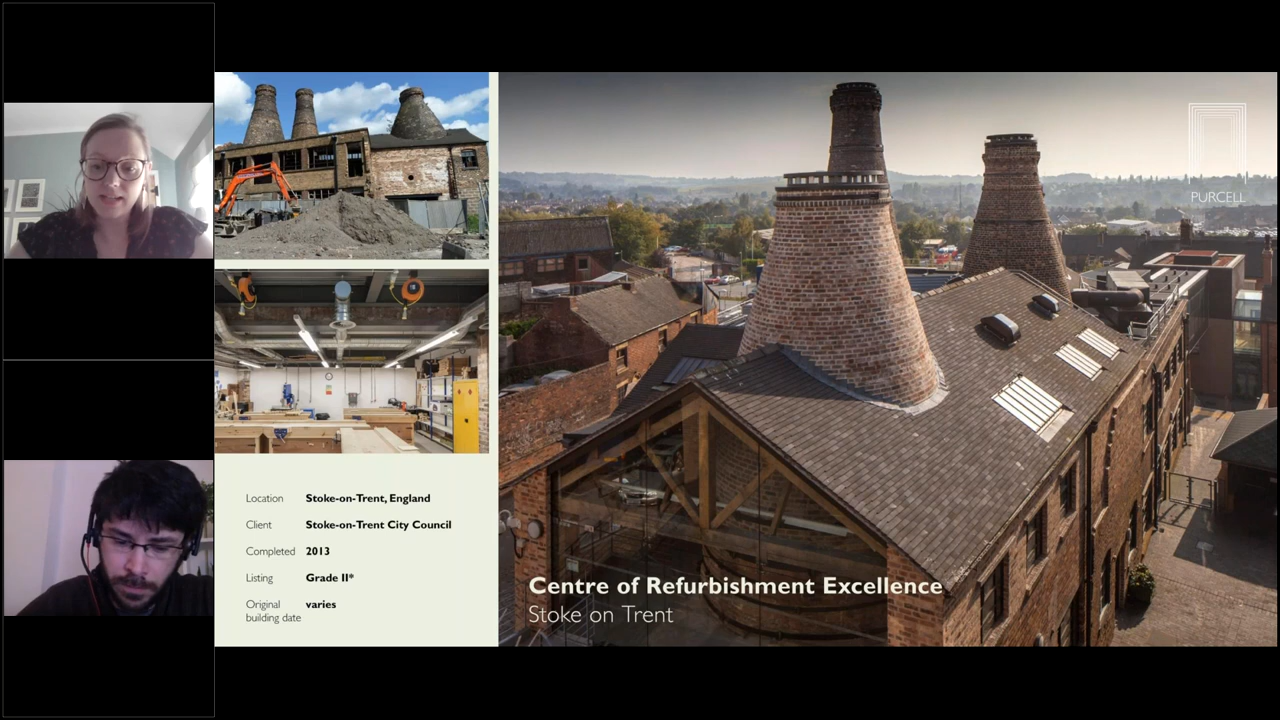 PURCELL
Location Stoke-on-Trent, England
Client Stoke-on-Trent City Council
Completed 2013
Listing Grade II*
Original varies
building date
Centre of Refurbishment Excellence
Stoke on Trent